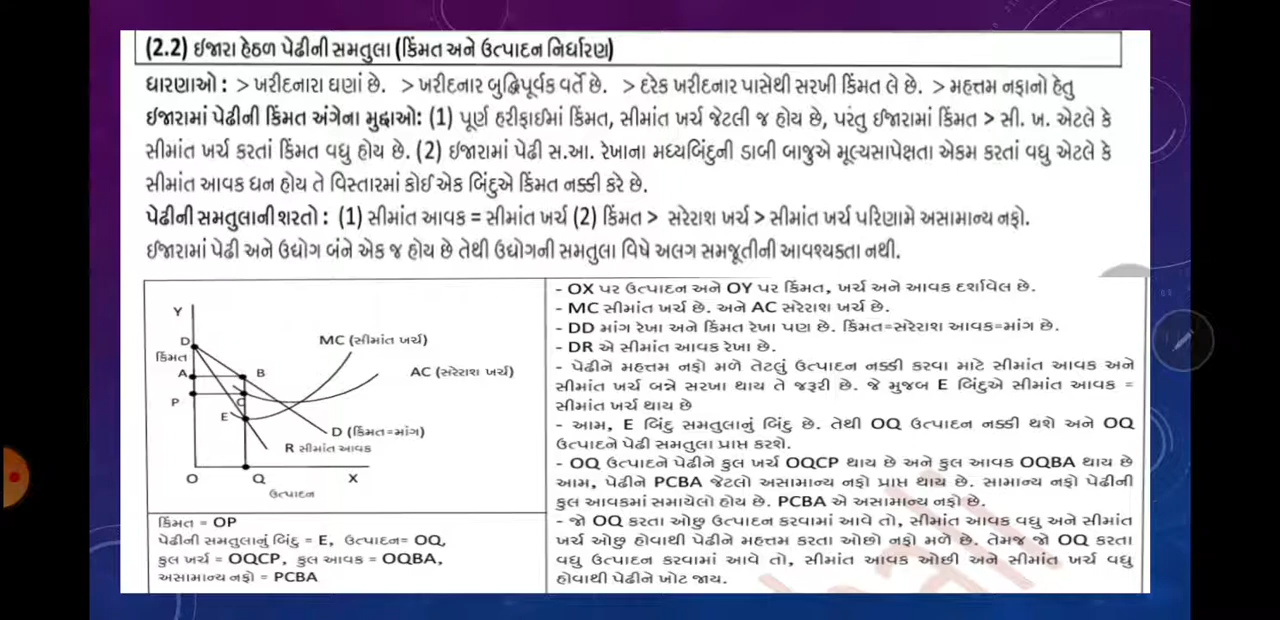 (2.2) ઈજારા હેઠળ પેઢીની સમતુલા (કિંમત અને ઉત્પાદન નિર્ધારણ)
ધારણાઓ : > ખરીદનારા ઘણાં છે. > ખરીદનાર બુદ્ધિપૂર્વક વર્તે છે. > દરેક ખરીદનાર પાસેથી સરખી કિંમત લે છે. > મહત્તમ નફાનો હેતુ
ઈજારામાં પેઢીની કિંમત અંગેના મુદ્દાઓ: (1) પૂર્ણ હરીફાઈમાં કિંમત, સીમાંત ખર્ચ જેટલી જ હોય છે, પરંતુ ઈજારામાં કિંમત > સી. ખ. એટલે કે
સીમાંત ખર્ચ કરતાં કિંમત વધુ હોય છે. (2) ઈજારામાં પેઢી સ.આ. રેખાના મધ્યબિંદુની ડાબી બાજુએ મૂલ્યસાપેક્ષતા એકમ કરતાં વધુ એટલે કે
સીમાંત આવક ધન હોય તે વિસ્તારમાં કોઈ એક બિંદુએ કિંમત નક્કી કરે છે.
પેઢીની સમતુલાની શરતો : (1) સીમાંત આવક = સીમાંત ખર્ચ (2) કિંમત > સરેરાશ ખર્ચ > સીમાંત ખર્ચ પરિણામે અસામાન્ય નફો.
ઈજારામાં પેઢી અને ઉદ્યોગ બંને એક જ હોય છે તેથી ઉદ્યોગની સમતુલા વિષે અલગ સમજૂતીની આવશ્યકતા નથી.
Y
D
કિંમત
MC (સીમાંત ખર્ચ)
A
B
AC (સરેરાશ ખર્ચ)
P
C
E
D (કિંમત=માંગ)
R સીમાંત આવક
O
Q
X
ઉત્પાદન
કિંમત = OP
પેઢીની સમતુલાનું બિંદુ = E, ઉત્પાદન= OQ,
કુલ ખર્ચ = OQCP, કુલ આવક = OQBA,
અસામાન્ય નફો = PCBA
- OX પર ઉત્પાદન અને OY પર કિંમત, ખર્ચ અને આવક દર્શાવેલ છે.
- MC સીમાંત ખર્ચ છે. અને AC સરેરાશ ખર્ચ છે.
- DD માંગ રેખા અને કિંમત રેખા પણ છે. કિંમત=સરેરાશ આવક=માંગ છે.
- DR એ સીમાંત આવક રેખા છે.
- પેઢીને મહત્તમ નફો મળે તેટલું ઉત્પાદન નક્કી કરવા માટે સીમાંત આવક અને
સીમાંત ખર્ચ બન્ને સરખા થાય તે જરૂરી છે. જે મુજબ E બિંદુએ સીમાંત આવક =
સીમાંત ખર્ચ થાય છે
- આમ, E બિંદુ સમતુલાનું બિંદુ છે. તેથી OQ ઉત્પાદન નક્કી થશે અને OQ
ઉત્પાદને પેઢી સમતુલા પ્રાપ્ત કરશે.
- OQ ઉત્પાદને પેઢીને કુલ ખર્ચ OQCP થાય છે અને કુલ આવક OQBA થાય છે
આમ, પેઢીને PCBA જેટલો અસામાન્ય નફો પ્રાપ્ત થાય છે. સામાન્ય નફો પેઢીની
કુલ આવકમાં સમાયેલો હોય છે. PCBA એ અસામાન્ય નફો છે.
- જો OQ કરતા ઓછુ ઉત્પાદન કરવામાં આવે તો, સીમાંત આવક વધુ અને સીમાંત
ખર્ચ ઓછુ હોવાથી પેઢીને મહત્તમ કરતા ઓછો નફો મળે છે. તેમજ જો OQ કરતા
વધુ ઉત્પાદન કરવામાં આવે તો, સીમાંત આવક ઓછી અને સીમાંત ખર્ચ વધુ
હોવાથી પેઢીને ખોટ જાય.